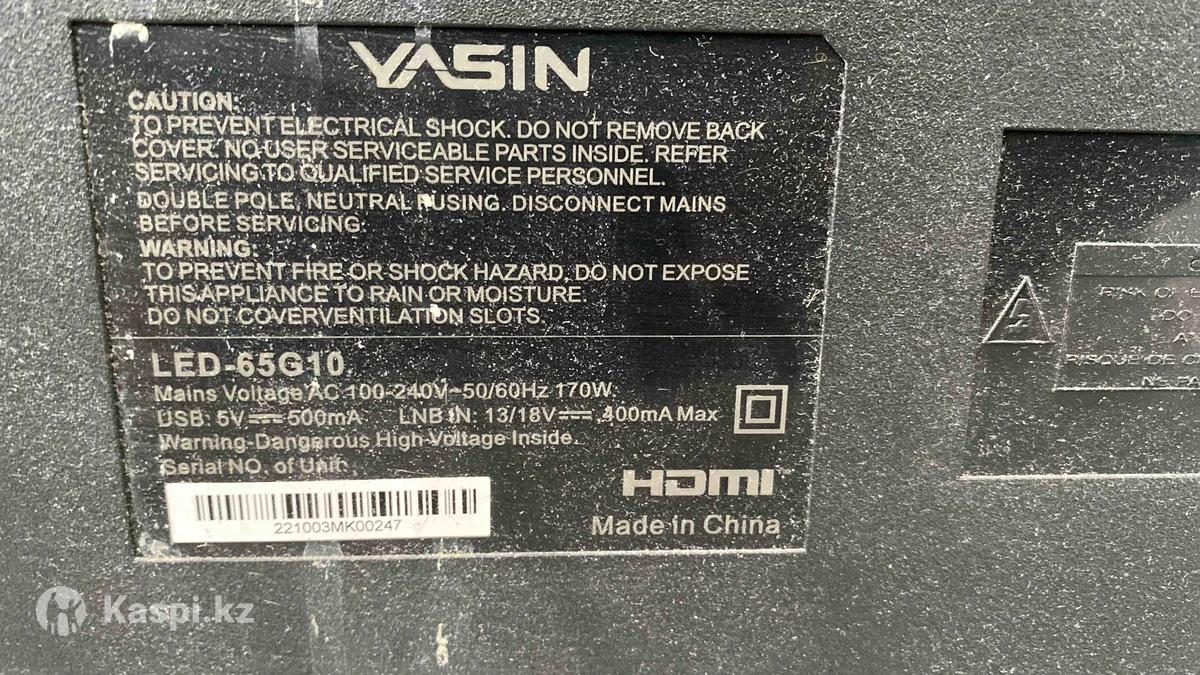 YASIN
CAUTION:
TO PREVENT ELECTRICAL SHOCK. DO NOT REMOVE BACK
COVER. NO USER SERVICEABLE PARTS INSIDE. REFER
SERVICING TO QUALIFIED SERVICE PERSONNEL.
DOUBLE POLE, NEUTRAL FUSING. DISCONNECT MAINS
BEFORE SERVICING.
WARNING:
TO PREVENT FIRE OR SHOCK HAZARD, DO NOT EXPOSE
THIS APPLIANCE TO RAIN OR MOISTURE.
DO NOT COVERVENTILATION SLOTS.
LED-65G10
Mains Voltage AC 100-240V~50/60Hz 170W
USB: 5V⎓500mA LNB IN: 13/18V⎓400mA Max
Warning-Dangarous High-Voltage Inside.
Serial NO. of Unit:
221003MK00247
HDMI™
Made in China
RISQUE DE
Kaspi.kz